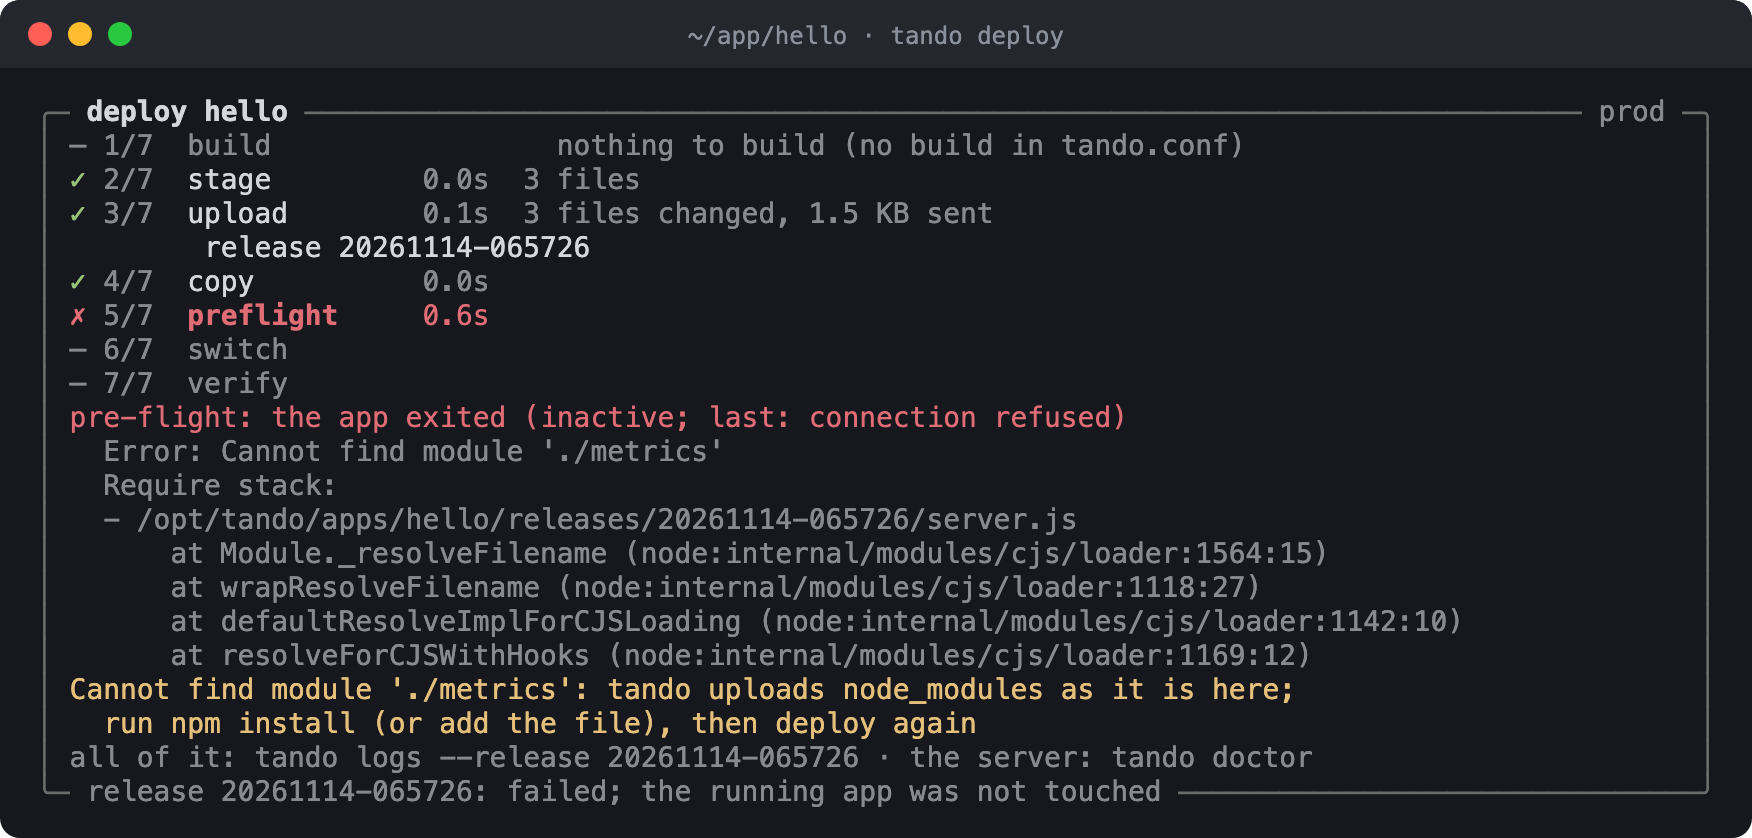 ~/app/hello · tando deploy
deploy hello prod
— 1/7 build nothing to build (no build in tando.conf)
✓ 2/7 stage 0.0s 3 files
✓ 3/7 upload 0.1s 3 files changed, 1.5 KB sent
release 20261114-065726
✓ 4/7 copy 0.0s
✗ 5/7 preflight 0.6s
— 6/7 switch
— 7/7 verify
pre-flight: the app exited (inactive; last: connection refused)
Error: Cannot find module './metrics'
Require stack:
- /opt/tando/apps/hello/releases/20261114-065726/server.js
at Module._resolveFilename (node:internal/modules/cjs/loader:1564:15)
at wrapResolveFilename (node:internal/modules/cjs/loader:1118:27)
at defaultResolveImplForCJSLoading (node:internal/modules/cjs/loader:1142:10)
at resolveForCJSWithHooks (node:internal/modules/cjs/loader:1169:12)
Cannot find module './metrics': tando uploads node_modules as it is here;
run npm install (or add the file), then deploy again
all of it: tando logs --release 20261114-065726 · the server: tando doctor
release 20261114-065726: failed; the running app was not touched